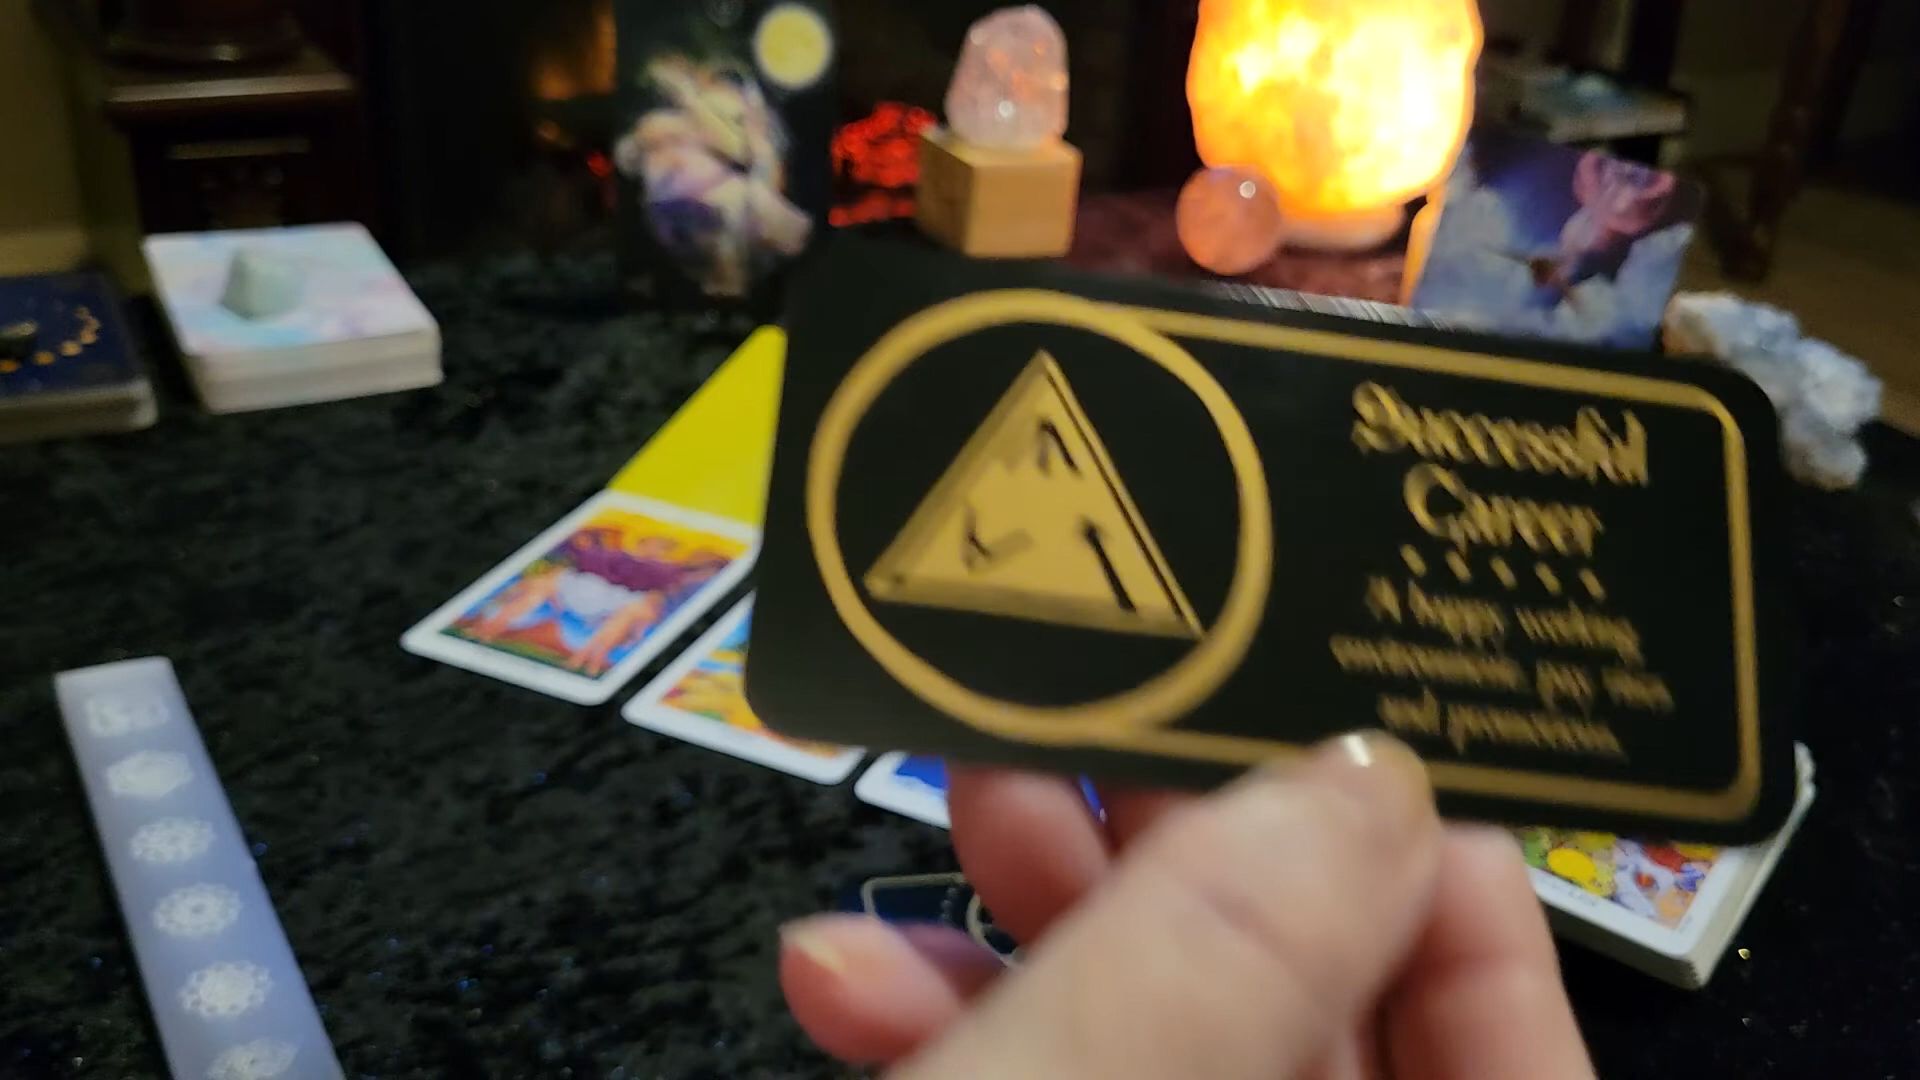 Successful
Career
A happy working
environment, pay rise
and promotion.